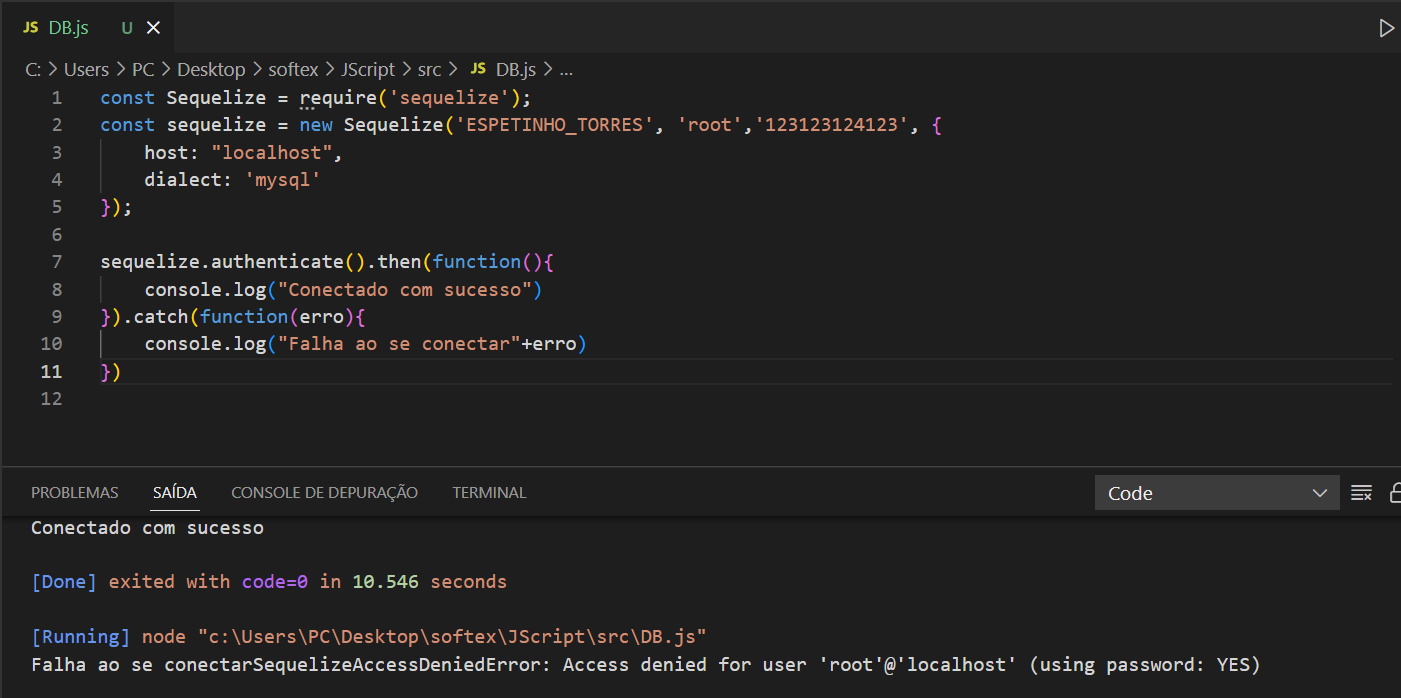 JS DB.js U
C: > Users > PC > Desktop > softex > JScript > src > JS DB.js > ...
1 const Sequelize = require('sequelize');
2 const sequelize = new Sequelize('ESPETINHO_TORRES', 'root','123123124123', {
3     host: "localhost",
4     dialect: 'mysql'
5 });
6
7 sequelize.authenticate().then(function(){
8     console.log("Conectado com sucesso")
9 }).catch(function(erro){
10     console.log("Falha ao se conectar"+erro)
11 })
12
PROBLEMAS SAÍDA CONSOLE DE DEPURAÇÃO TERMINAL Code
Conectado com sucesso
[Done] exited with code=0 in 10.546 seconds
[Running] node "c:\Users\PC\Desktop\softex\JScript\src\DB.js"
Falha ao se conectarSequelizeAccessDeniedError: Access denied for user 'root'@'localhost' (using password: YES)